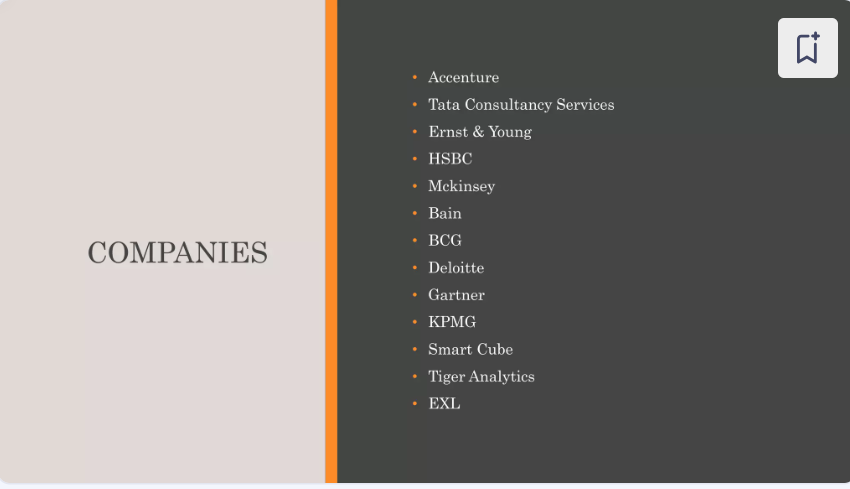 COMPANIES
• Accenture
• Tata Consultancy Services
• Ernst & Young
• HSBC
• Mckinsey
• Bain
• BCG
• Deloitte
• Gartner
• KPMG
• Smart Cube
• Tiger Analytics
• EXL